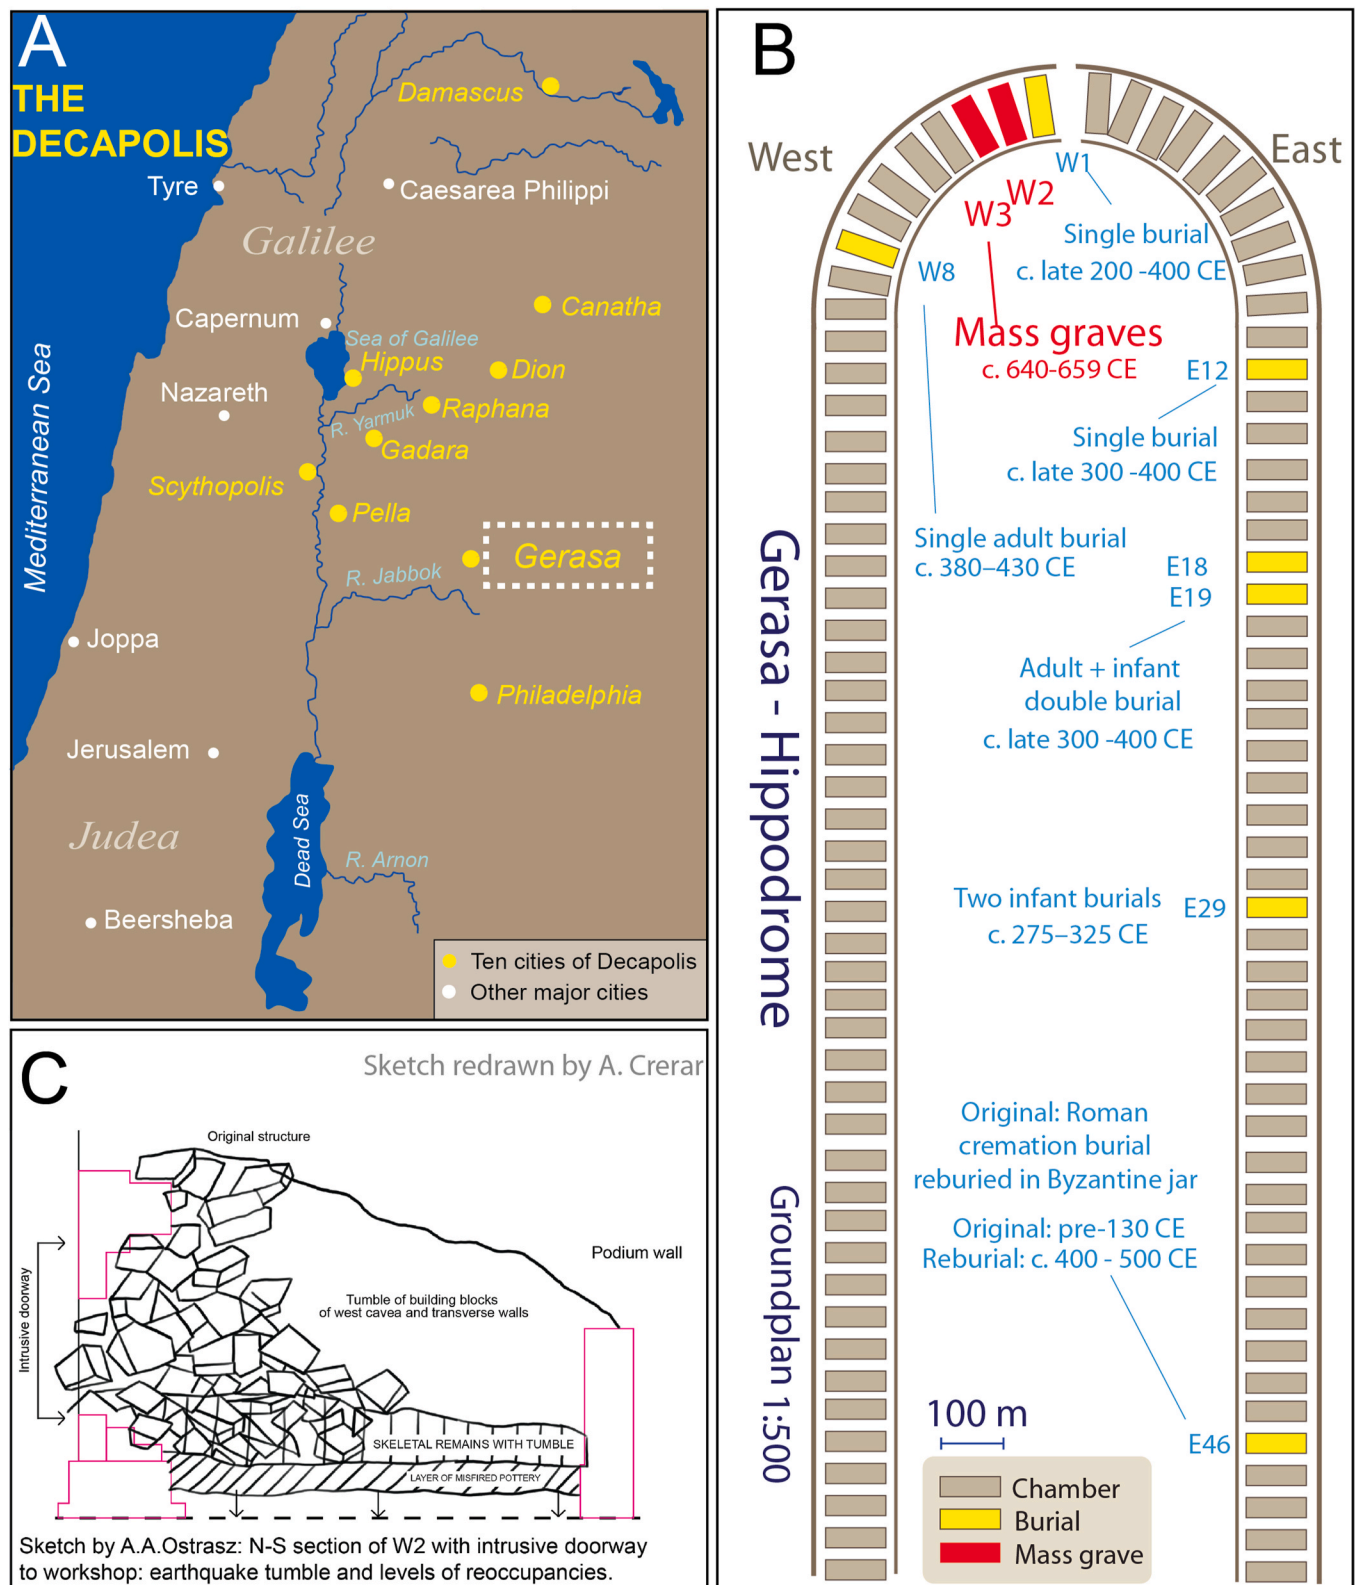 A
THE
DECAPOLIS
Damascus
Tyre
Caesarea Philippi
Galilee
Canatha
Capernum
Sea of Galilee
Hippus
Dion
Nazareth
Raphana
R. Yarmuk
Gadara
Scythopolis
Pella
Mediterranean Sea
Gerasa
R. Jabbok
Joppa
Philadelphia
Jerusalem
Judea
Dead Sea
R. Arnon
Beersheba
Ten cities of Decapolis
Other major cities
B
West
East
W1
W2
W3
Single burial
c. late 200 -400 CE
W8
Mass graves
c. 640-659 CE
E12
Single burial
c. late 300 -400 CE
Single adult burial
c. 380–430 CE
E18
E19
Adult + infant
double burial
c. late 300 -400 CE
Gerasa - Hippodrome
Two infant burials
c. 275–325 CE
E29
Original: Roman
cremation burial
reburied in Byzantine jar
Original: pre-130 CE
Reburial: c. 400 - 500 CE
Groundplan 1:500
100 m
E46
Chamber
Burial
Mass grave
C
Sketch redrawn by A. Crerar
Original structure
Podium wall
Intrusive doorway
Tumble of building blocks
of west cavea and transverse walls
SKELETAL REMAINS WITH TUMBLE
LAYER OF MISFIRED POTTERY
Sketch by A.A.Ostrasz: N-S section of W2 with intrusive doorway
to workshop: earthquake tumble and levels of reoccupancies.